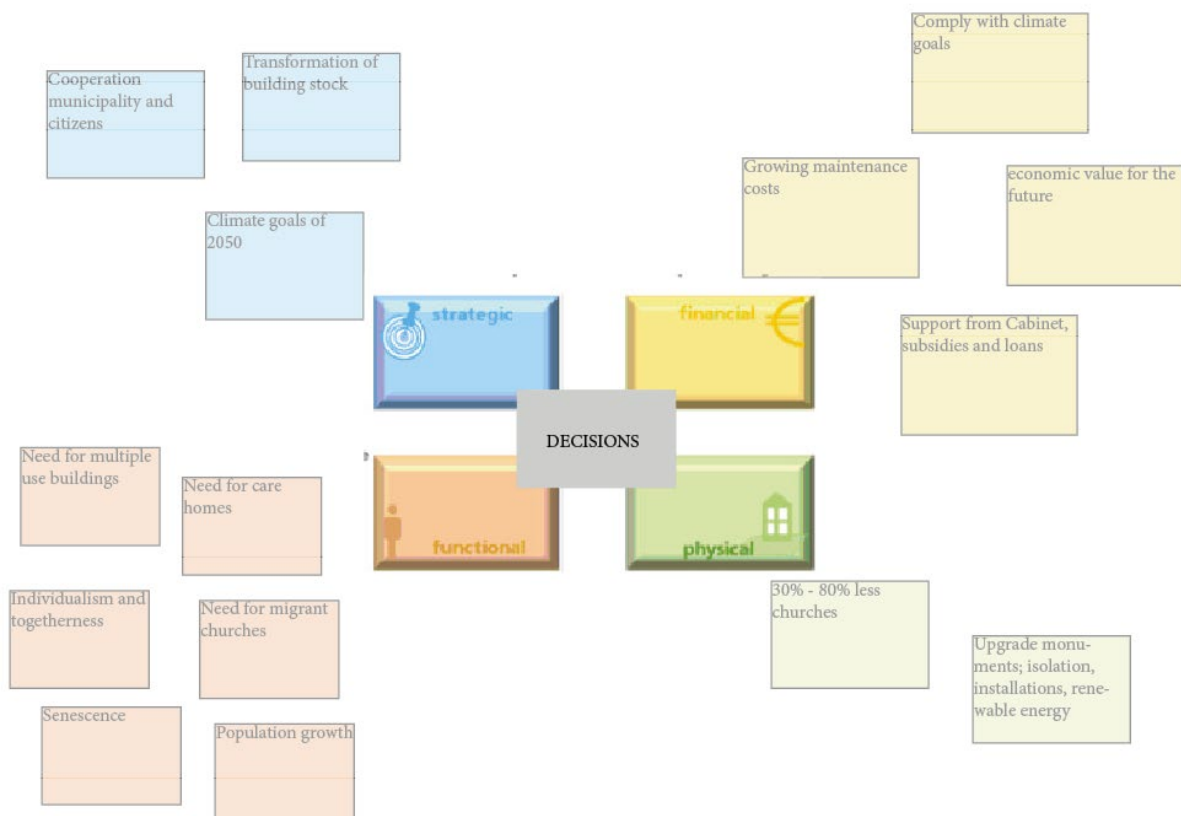 Cooperation
municipality and
citizens
Transformation of
building stock
Climate goals of
2050
Comply with climate
goals
Growing maintenance
costs
economic value for the
future
Support from Cabinet,
subsidies and loans
strategic
financial
€
DECISIONS
functional
physical
Need for multiple
use buildings
Need for care
homes
Individualism and
togetherness
Need for migrant
churches
Senescence
Population growth
30% - 80% less
churches
Upgrade monu-
ments; isolation,
installations, rene-
wable energy